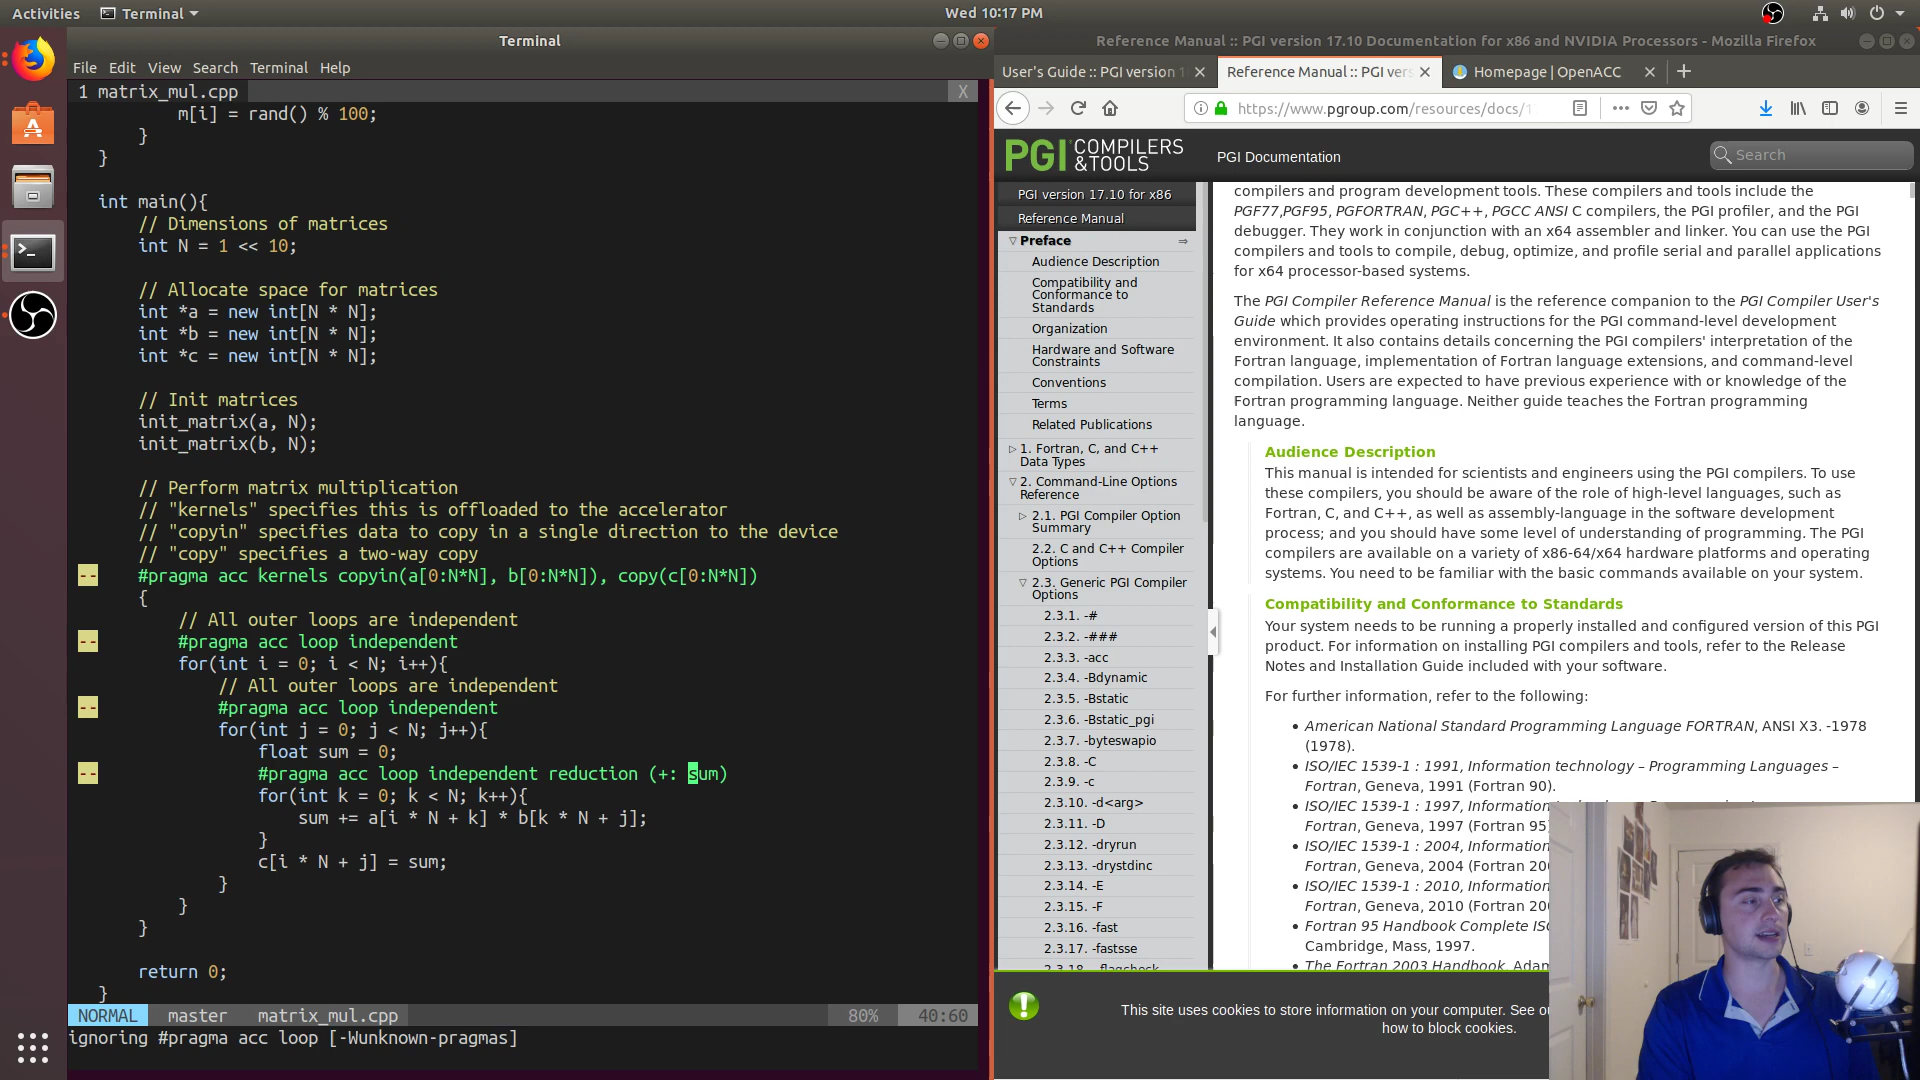 Activities
Terminal
Wed 10:17 PM
Terminal
File Edit View Search Terminal Help
1 matrix_mul.cpp X
m[i] = rand() % 100;
}
}
int main(){
// Dimensions of matrices
int N = 1 << 10;
// Allocate space for matrices
int *a = new int[N * N];
int *b = new int[N * N];
int *c = new int[N * N];
// Init matrices
init_matrix(a, N);
init_matrix(b, N);
// Perform matrix multiplication
// "kernels" specifies this is offloaded to the accelerator
// "copyin" specifies data to copy in a single direction to the device
// "copy" specifies a two-way copy
-- #pragma acc kernels copyin(a[0:N*N], b[0:N*N]), copy(c[0:N*N])
{
// All outer loops are independent
-- #pragma acc loop independent
for(int i = 0; i < N; i++){
// All outer loops are independent
-- #pragma acc loop independent
for(int j = 0; j < N; j++){
float sum = 0;
-- #pragma acc loop independent reduction (+: sum)
for(int k = 0; k < N; k++){
sum += a[i * N + k] * b[k * N + j];
}
c[i * N + j] = sum;
}
}
}
return 0;
}
NORMAL master matrix_mul.cpp 80% 40:60
ignoring #pragma acc loop [-Wunknown-pragmas]
Reference Manual :: PGI version 17.10 Documentation for x86 and NVIDIA Processors - Mozilla Firefox
User's Guide :: PGI version 1
Reference Manual :: PGI vers
Homepage | OpenACC
https://www.pgroup.com/resources/docs/1
PGI COMPILERS
&TOOLS
PGI Documentation
Search
PGI version 17.10 for x86
Reference Manual
Preface
Audience Description
Compatibility and
Conformance to
Standards
Organization
Hardware and Software
Constraints
Conventions
Terms
Related Publications
1. Fortran, C, and C++
Data Types
2. Command-Line Options
Reference
2.1. PGI Compiler Option
Summary
2.2. C and C++ Compiler
Options
2.3. Generic PGI Compiler
Options
2.3.1. -#
2.3.2. -###
2.3.3. -acc
2.3.4. -Bdynamic
2.3.5. -Bstatic
2.3.6. -Bstatic_pgi
2.3.7. -byteswapio
2.3.8. -C
2.3.9. -c
2.3.10. -d<arg>
2.3.11. -D
2.3.12. -dryrun
2.3.13. -drystdinc
2.3.14. -E
2.3.15. -F
2.3.16. -fast
2.3.17. -fastsse
2.3.18. -flagcheck
compilers and program development tools. These compilers and tools include the
PGF77,PGF95, PGFORTRAN, PGC++, PGCC ANSI C compilers, the PGI profiler, and the PGI
debugger. They work in conjunction with an x64 assembler and linker. You can use the PGI
compilers and tools to compile, debug, optimize, and profile serial and parallel applications
for x64 processor-based systems.
The PGI Compiler Reference Manual is the reference companion to the PGI Compiler User's
Guide which provides operating instructions for the PGI command-level development
environment. It also contains details concerning the PGI compilers' interpretation of the
Fortran language, implementation of Fortran language extensions, and command-level
compilation. Users are expected to have previous experience with or knowledge of the
Fortran programming language. Neither guide teaches the Fortran programming
language.
Audience Description
This manual is intended for scientists and engineers using the PGI compilers. To use
these compilers, you should be aware of the role of high-level languages, such as
Fortran, C, and C++, as well as assembly-language in the software development
process; and you should have some level of understanding of programming. The PGI
compilers are available on a variety of x86-64/x64 hardware platforms and operating
systems. You need to be familiar with the basic commands available on your system.
Compatibility and Conformance to Standards
Your system needs to be running a properly installed and configured version of this PGI
product. For information on installing PGI compilers and tools, refer to the Release
Notes and Installation Guide included with your software.
For further information, refer to the following:
• American National Standard Programming Language FORTRAN, ANSI X3. -1978
(1978).
• ISO/IEC 1539-1 : 1991, Information technology – Programming Languages –
Fortran, Geneva, 1991 (Fortran 90).
• ISO/IEC 1539-1 : 1997, Information
Fortran, Geneva, 1997 (Fortran 95)
• ISO/IEC 1539-1 : 2004, Information
Fortran, Geneva, 2004 (Fortran 20
• ISO/IEC 1539-1 : 2010, Information
Fortran, Geneva, 2010 (Fortran 20
• Fortran 95 Handbook Complete ISO
Cambridge, Mass, 1997.
• The Fortran 2003 Handbook, Adam
This site uses cookies to store information on your computer. See ou
how to block cookies.